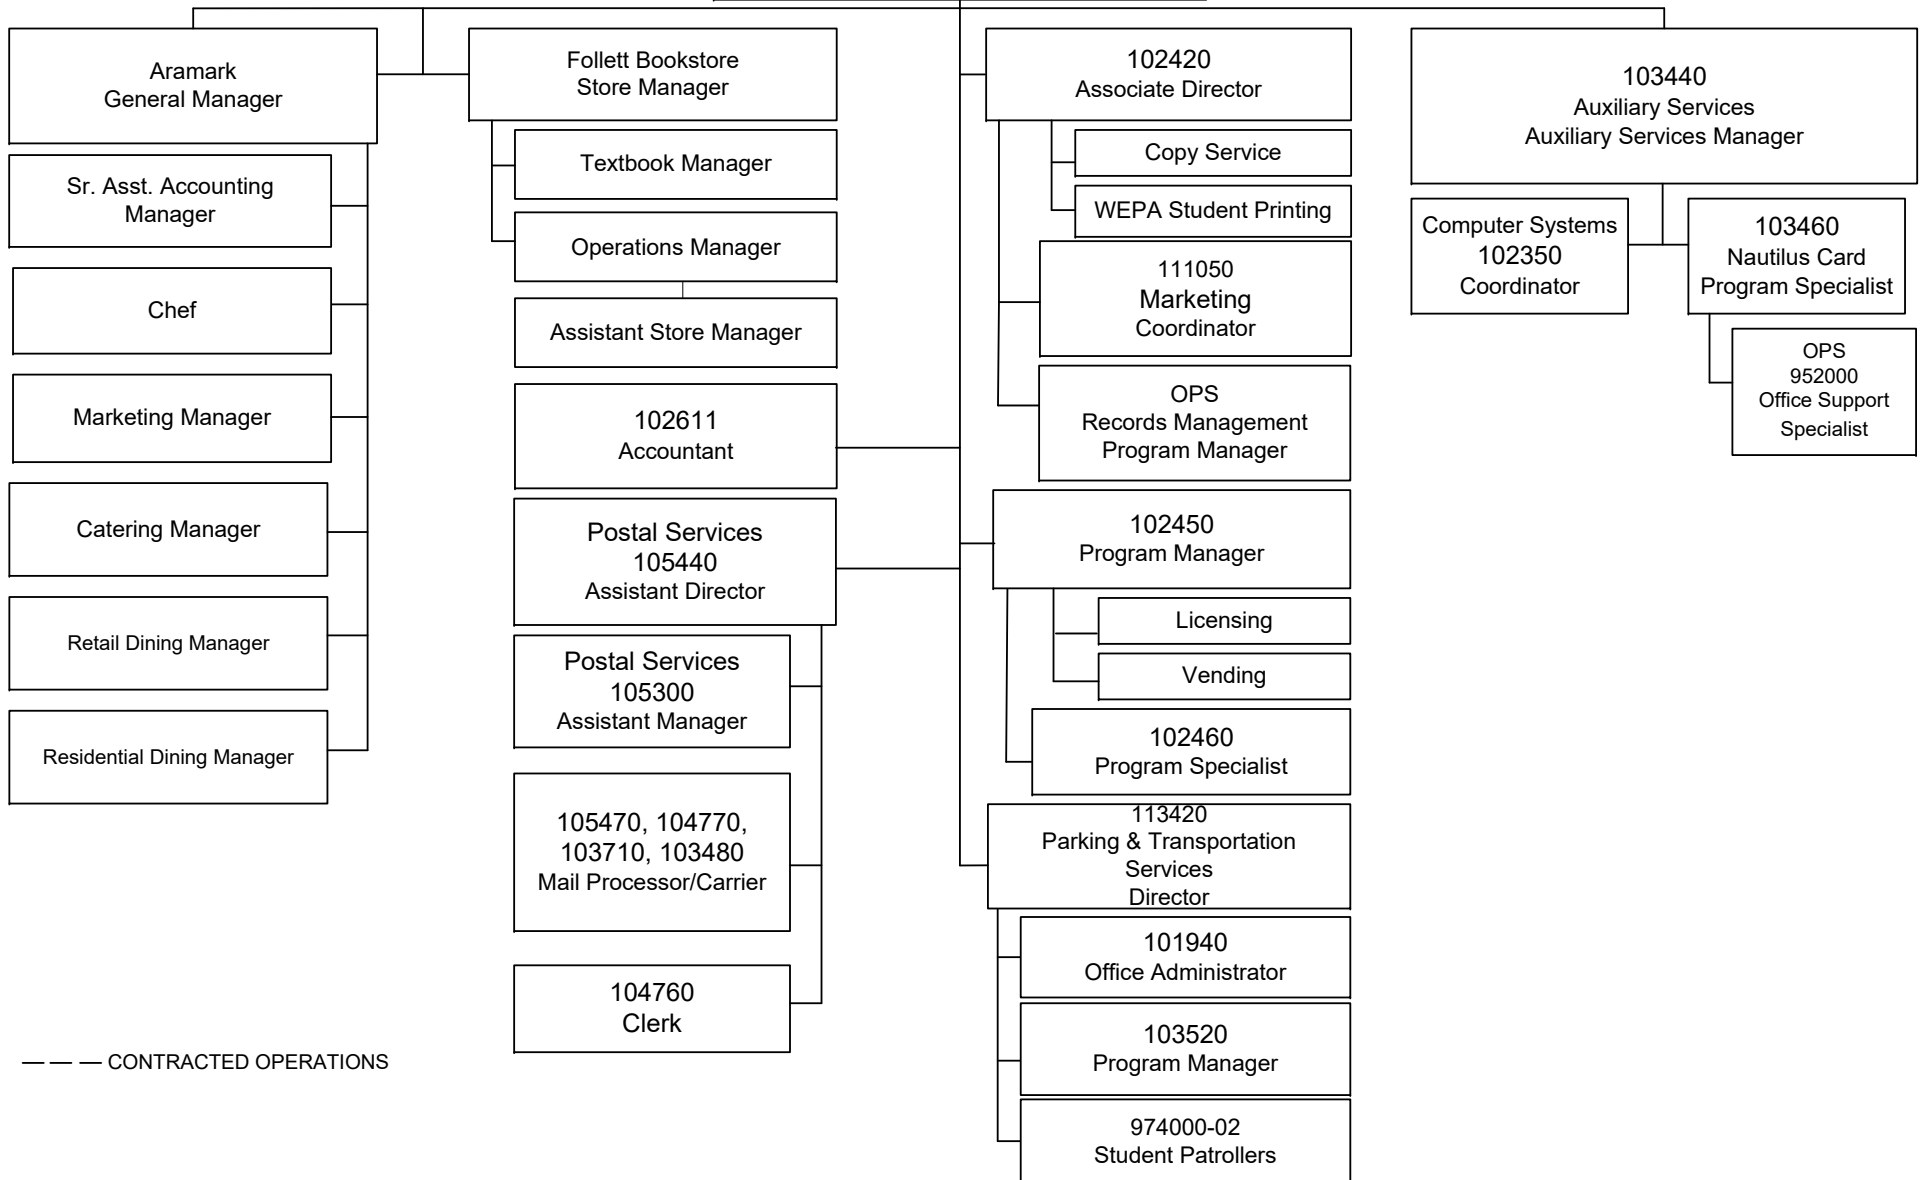 Aramark
General Manager
Sr. Asst. Accounting
Manager
Chef
Marketing Manager
Catering Manager
Retail Dining Manager
Residential Dining Manager
Follett Bookstore
Store Manager
Textbook Manager
Operations Manager
Assistant Store Manager
102611
Accountant
Postal Services
105440
Assistant Director
Postal Services
105300
Assistant Manager
105470, 104770,
103710, 103480
Mail Processor/Carrier
104760
Clerk
102420
Associate Director
Copy Service
WEPA Student Printing
111050
Marketing
Coordinator
OPS
Records Management
Program Manager
102450
Program Manager
Licensing
Vending
102460
Program Specialist
113420
Parking & Transportation
Services
Director
101940
Office Administrator
103520
Program Manager
974000-02
Student Patrollers
103440
Auxiliary Services
Auxiliary Services Manager
Computer Systems
102350
Coordinator
103460
Nautilus Card
Program Specialist
OPS
952000
Office Support
Specialist
CONTRACTED OPERATIONS